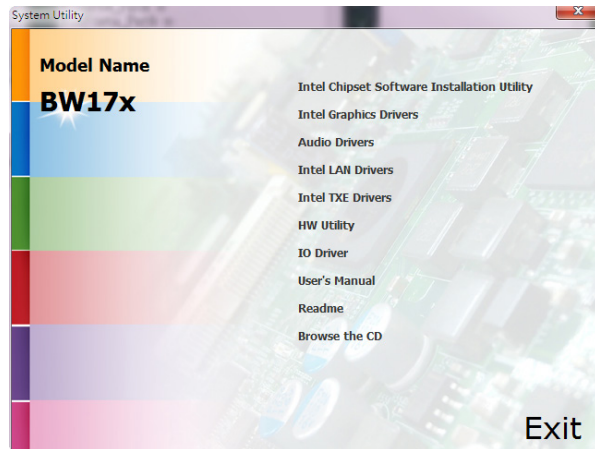 System Utility
Model Name
BW17x
Intel Chipset Software Installation Utility
Intel Graphics Drivers
Audio Drivers
Intel LAN Drivers
Intel TXE Drivers
HW Utility
IO Driver
User's Manual
Readme
Browse the CD
Exit